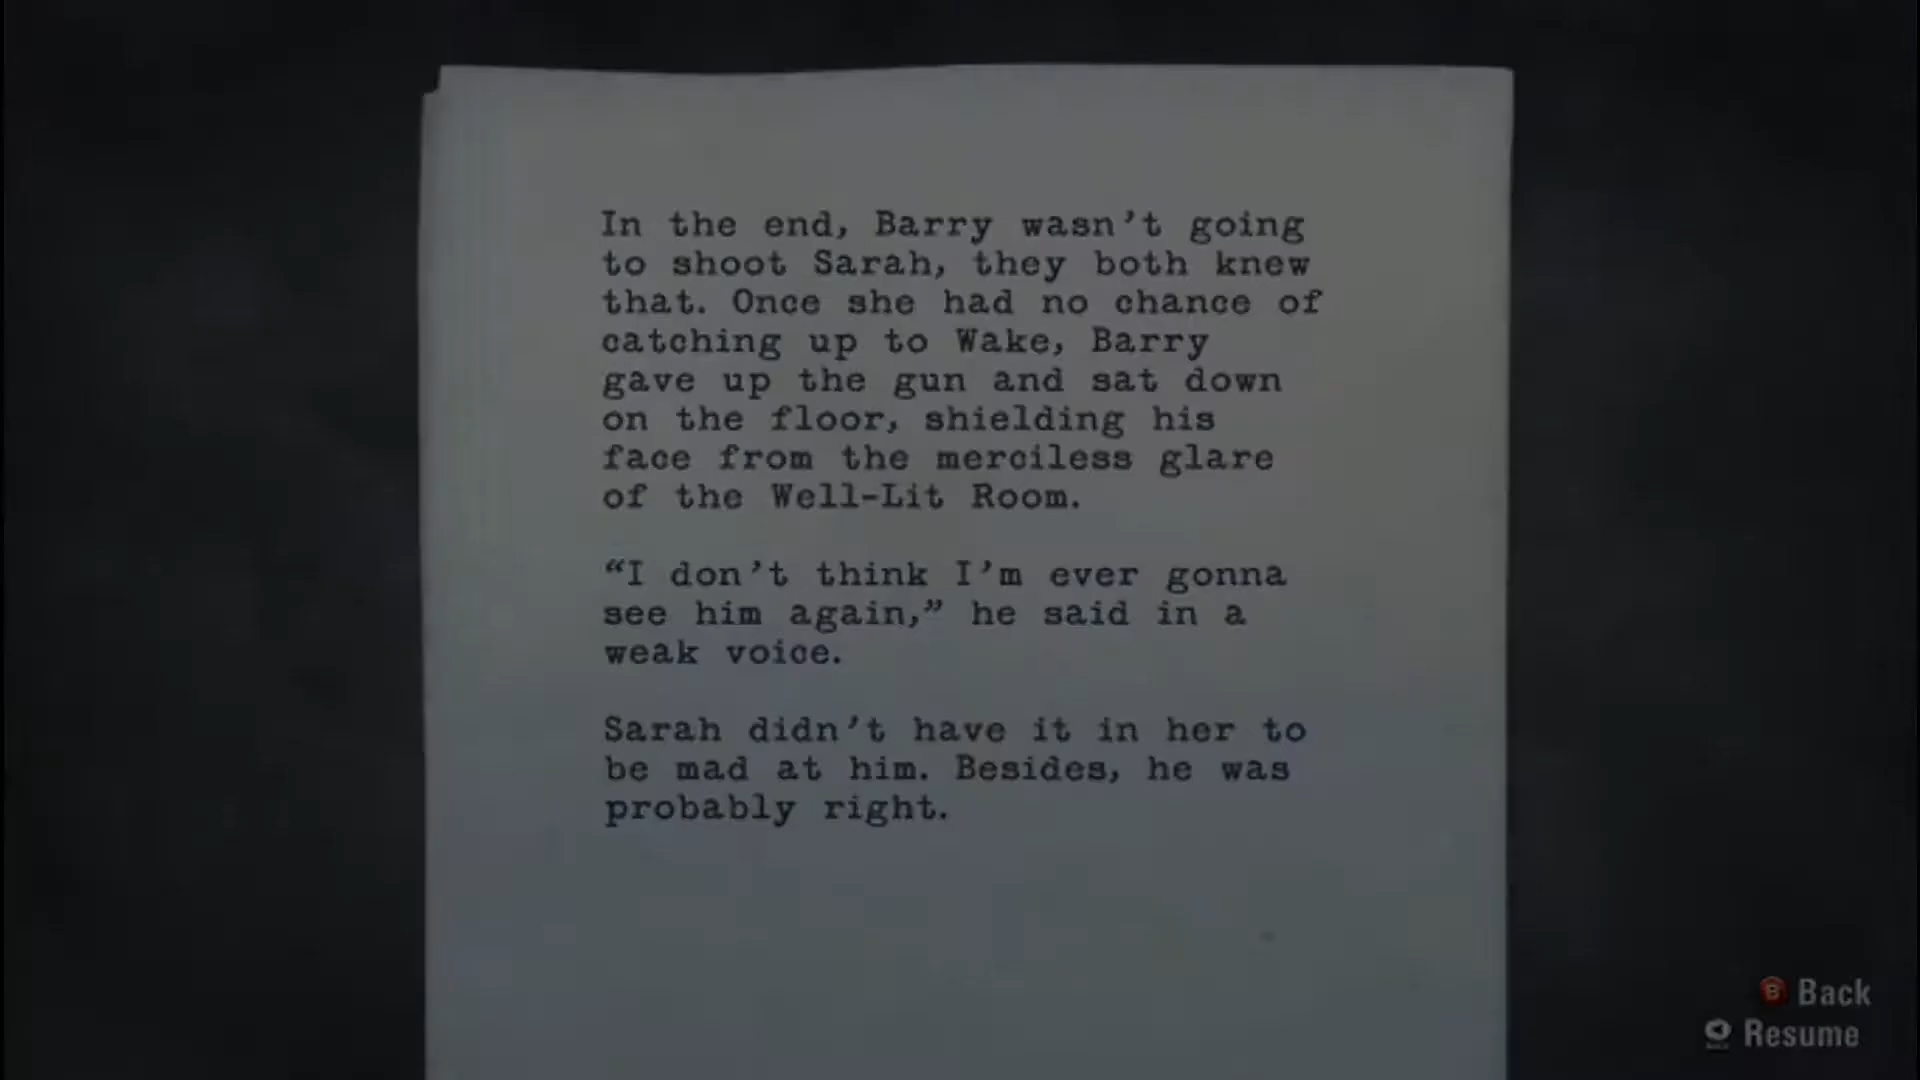 In the end, Barry wasn’t going
to shoot Sarah, they both knew
that. Once she had no chance of
catching up to Wake, Barry
gave up the gun and sat down
on the floor, shielding his
face from the merciless glare
of the Well-Lit Room.
“I don’t think I’m ever gonna
see him again,” he said in a
weak voice.
Sarah didn’t have it in her to
be mad at him. Besides, he was
probably right.
B Back
Resume